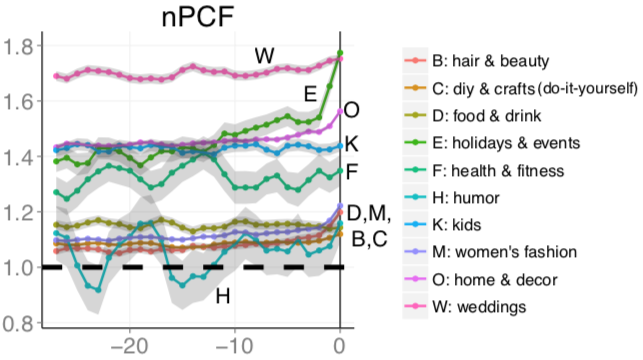 nPCF
1.8
1.6
1.4
1.2
1.0
0.8
W
E
O
K
F
D,M,
B,C
H
−20
−10
0
B: hair & beauty
C: diy & crafts (do-it-yourself)
D: food & drink
E: holidays & events
F: health & fitness
H: humor
K: kids
M: women's fashion
O: home & decor
W: weddings